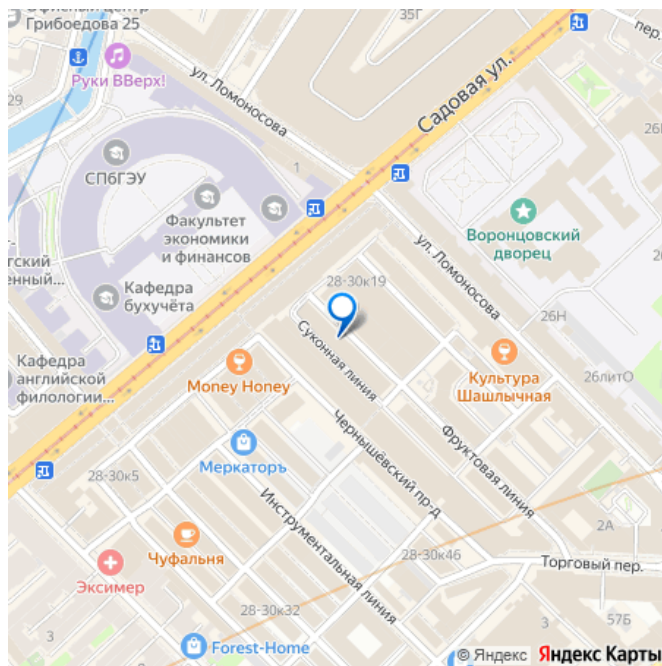 Офисный центр
Грибоедова 25
35Г
пер.
Руки ВВерх!
ул. Ломоносова
Садовая ул.
29
1
СПбГЭУ
Факультет
экономики
и финансов
Воронцовский
дворец
ул. Ломоносова
Кафедра
бухучёта
28-30к19
26Н
Суконная линия
Кафедра
английской
филологии...
Money Honey
Культура
Шашлычная
26литО
Меркаторъ
Чернышёвский пр-д
Фруктовая линия
28-30к5
Инструментальная линия
2А
Чуфальня
28-30к46
Торговый пер.
Эксимер
28-30к32
3
3
57Б
Forest-Home
© Яндекс Яндекс Карты